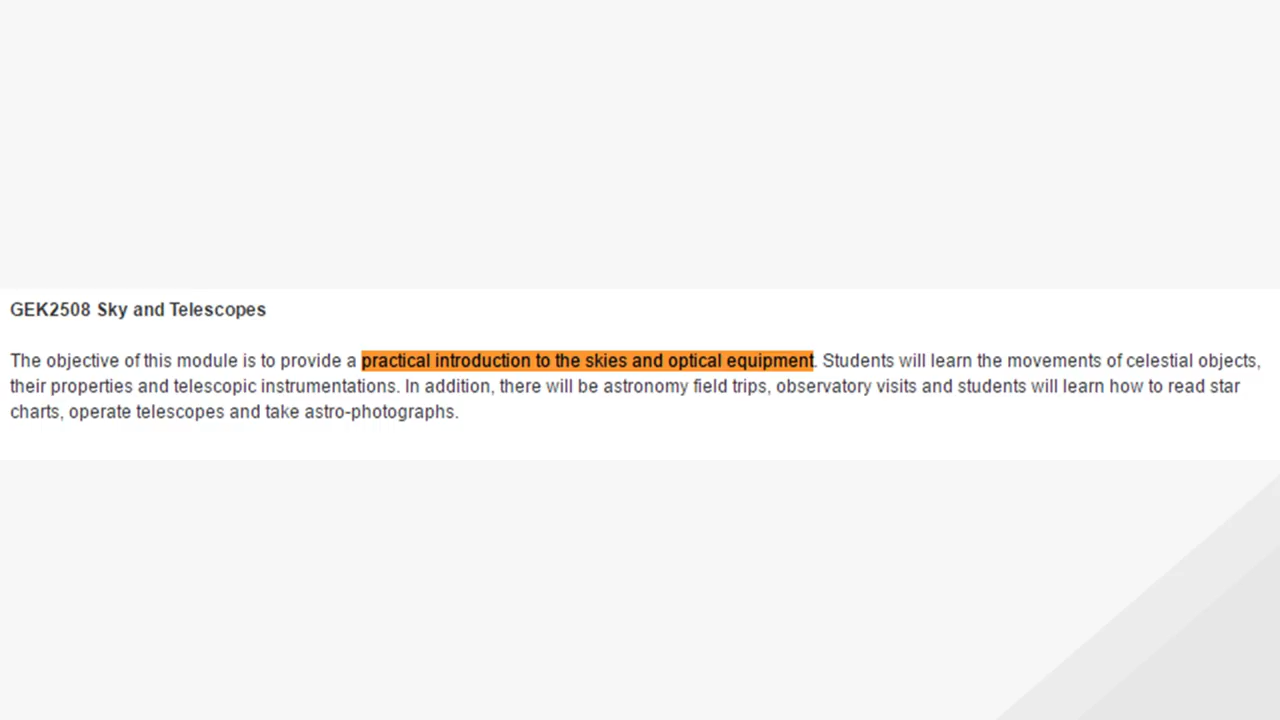 GEK2508 Sky and Telescopes
The objective of this module is to provide a practical introduction to the skies and optical equipment. Students will learn the movements of celestial objects,
their properties and telescopic instrumentations. In addition, there will be astronomy field trips, observatory visits and students will learn how to read star
charts, operate telescopes and take astro-photographs.